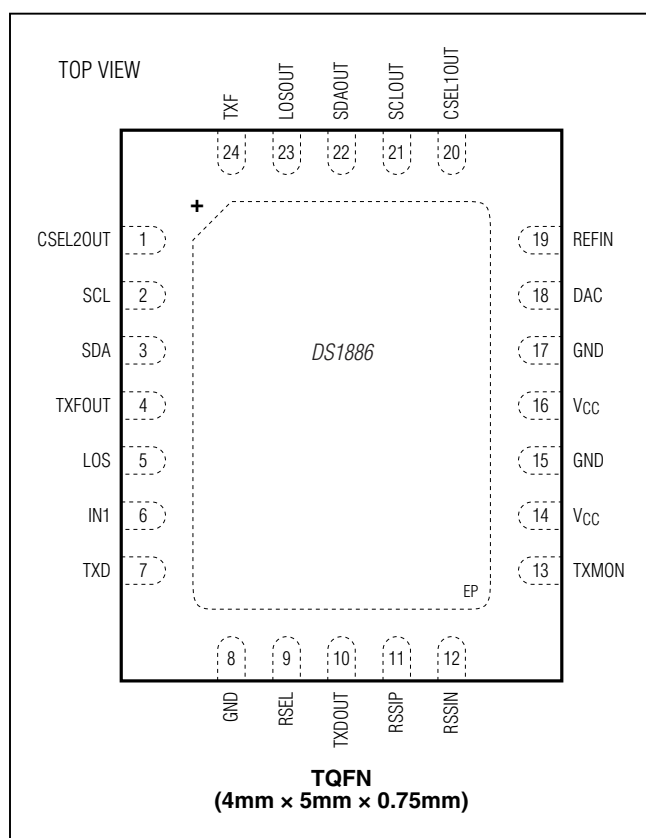 TOP VIEW
TXF
LOSOUT
SDAOUT
SCLOUT
CSEL1OUT
24 23 22 21 20
+
CSEL2OUT 1
SCL 2
SDA 3
TXFOUT 4
LOS 5
IN1 6
TXD 7
DS1886
19 REFIN
18 DAC
17 GND
16 VCC
15 GND
14 VCC
13 TXMON
EP
8 9 10 11 12
GND
RSEL
TXDOUT
RSSIP
RSSIN
TQFN
(4mm × 5mm × 0.75mm)